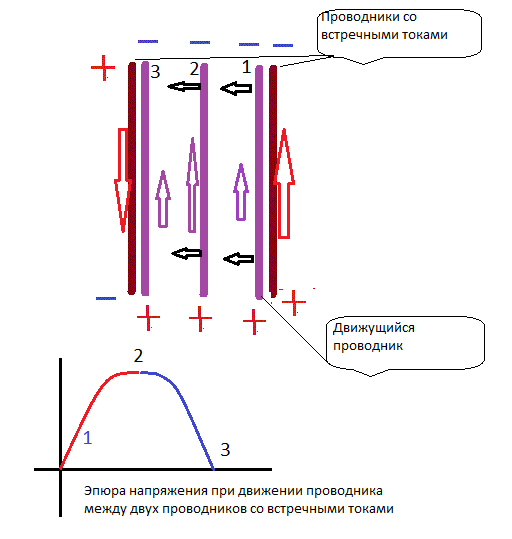 Проводники со
встречными токами
3
2
1
Движущийся
проводник
2
1
3
Эпюра напряжения при движении проводника
между двух проводников со встречными токами